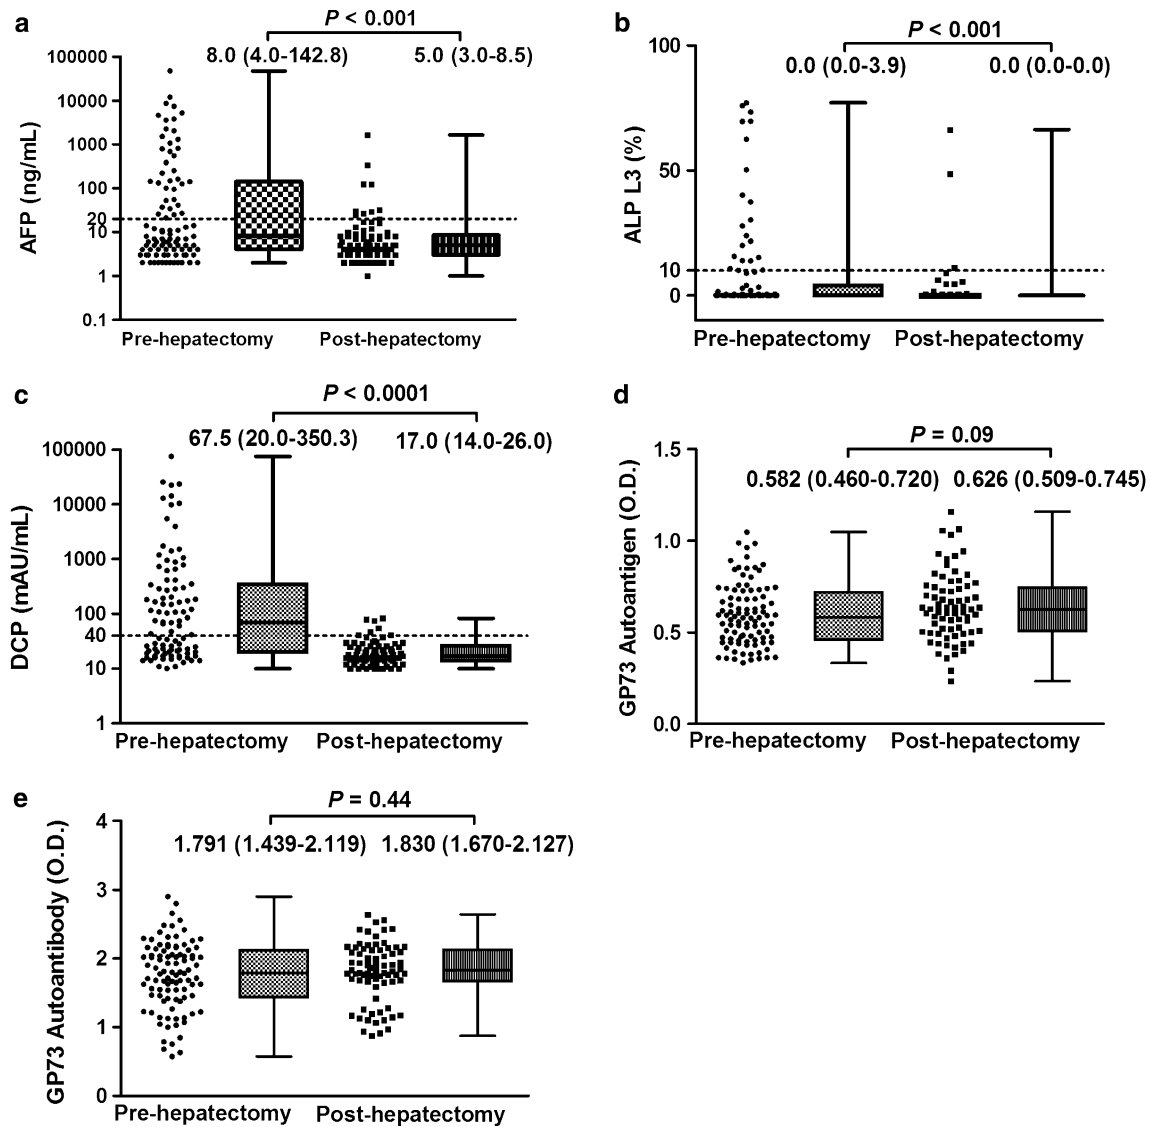 a
P < 0.001
8.0 (4.0-142.8)
5.0 (3.0-8.5)
AFP (ng/mL)
100000
10000
1000
100
20
10
1
0.1
Pre-hepatectomy
Post-hepatectomy
b
P < 0.001
0.0 (0.0-3.9)
0.0 (0.0-0.0)
ALP L3 (%)
100
50
10
0
Pre-hepatectomy
Post-hepatectomy
c
P < 0.0001
67.5 (20.0-350.3)
17.0 (14.0-26.0)
DCP (mAU/mL)
100000
10000
1000
100
40
10
1
Pre-hepatectomy
Post-hepatectomy
d
P = 0.09
0.582 (0.460-0.720)
0.626 (0.509-0.745)
GP73 Autoantigen (O.D.)
1.5
1.0
0.5
0.0
Pre-hepatectomy
Post-hepatectomy
e
P = 0.44
1.791 (1.439-2.119)
1.830 (1.670-2.127)
GP73 Autoantibody (O.D.)
4
3
2
1
0
Pre-hepatectomy
Post-hepatectomy